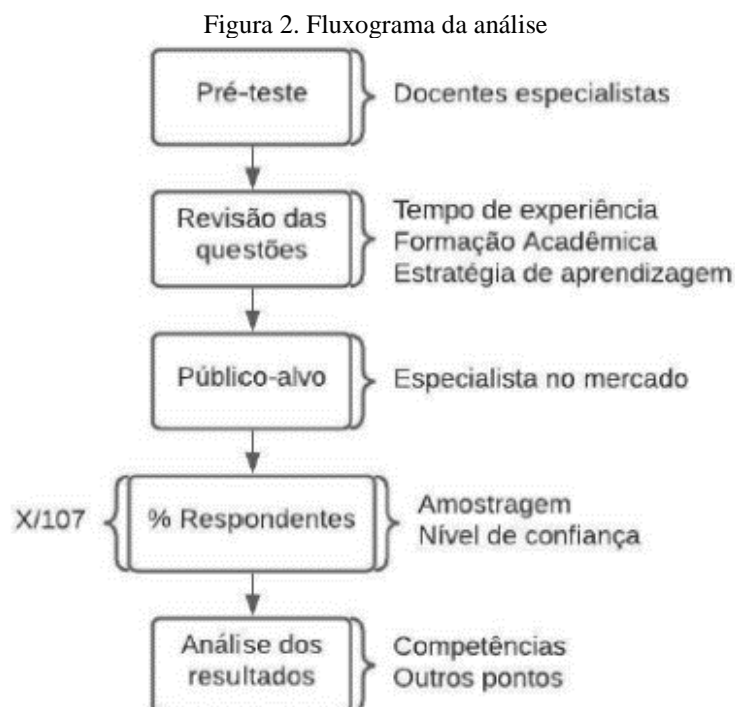 Figura 2. Fluxograma da análise
Pré-teste
Docentes especialistas
Revisão das
questões
Tempo de experiência
Formação Acadêmica
Estratégia de aprendizagem
Público-alvo
Especialista no mercado
X/107
% Respondentes
Amostragem
Nível de confiança
Análise dos
resultados
Competências
Outros pontos